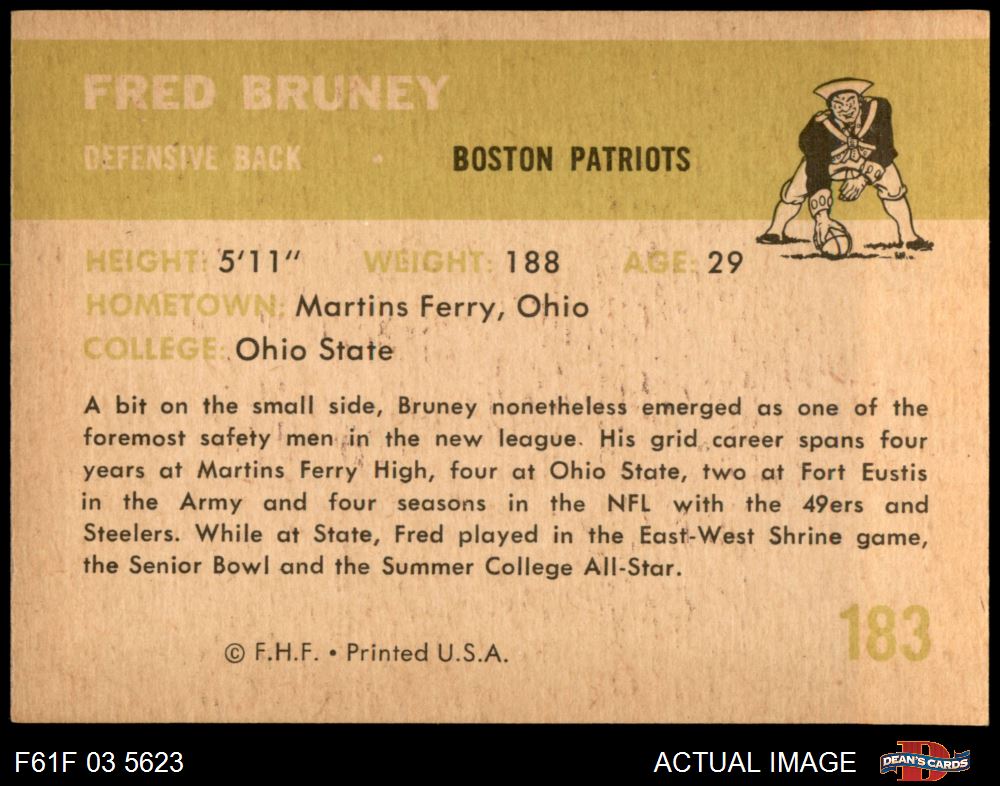 FRED BRUNEY
DEFENSIVE BACK • BOSTON PATRIOTS
HEIGHT: 5'11" WEIGHT: 188 AGE: 29
HOMETOWN: Martins Ferry, Ohio
COLLEGE: Ohio State
A bit on the small side, Bruney nonetheless emerged as one of the
foremost safety men in the new league. His grid career spans four
years at Martins Ferry High, four at Ohio State, two at Fort Eustis
in the Army and four seasons in the NFL with the 49ers and
Steelers. While at State, Fred played in the East-West Shrine game,
the Senior Bowl and the Summer College All-Star.
183
© F.H.F. • Printed U.S.A.
F61F 03 5623
ACTUAL IMAGE
D
DEAN'S CARDS